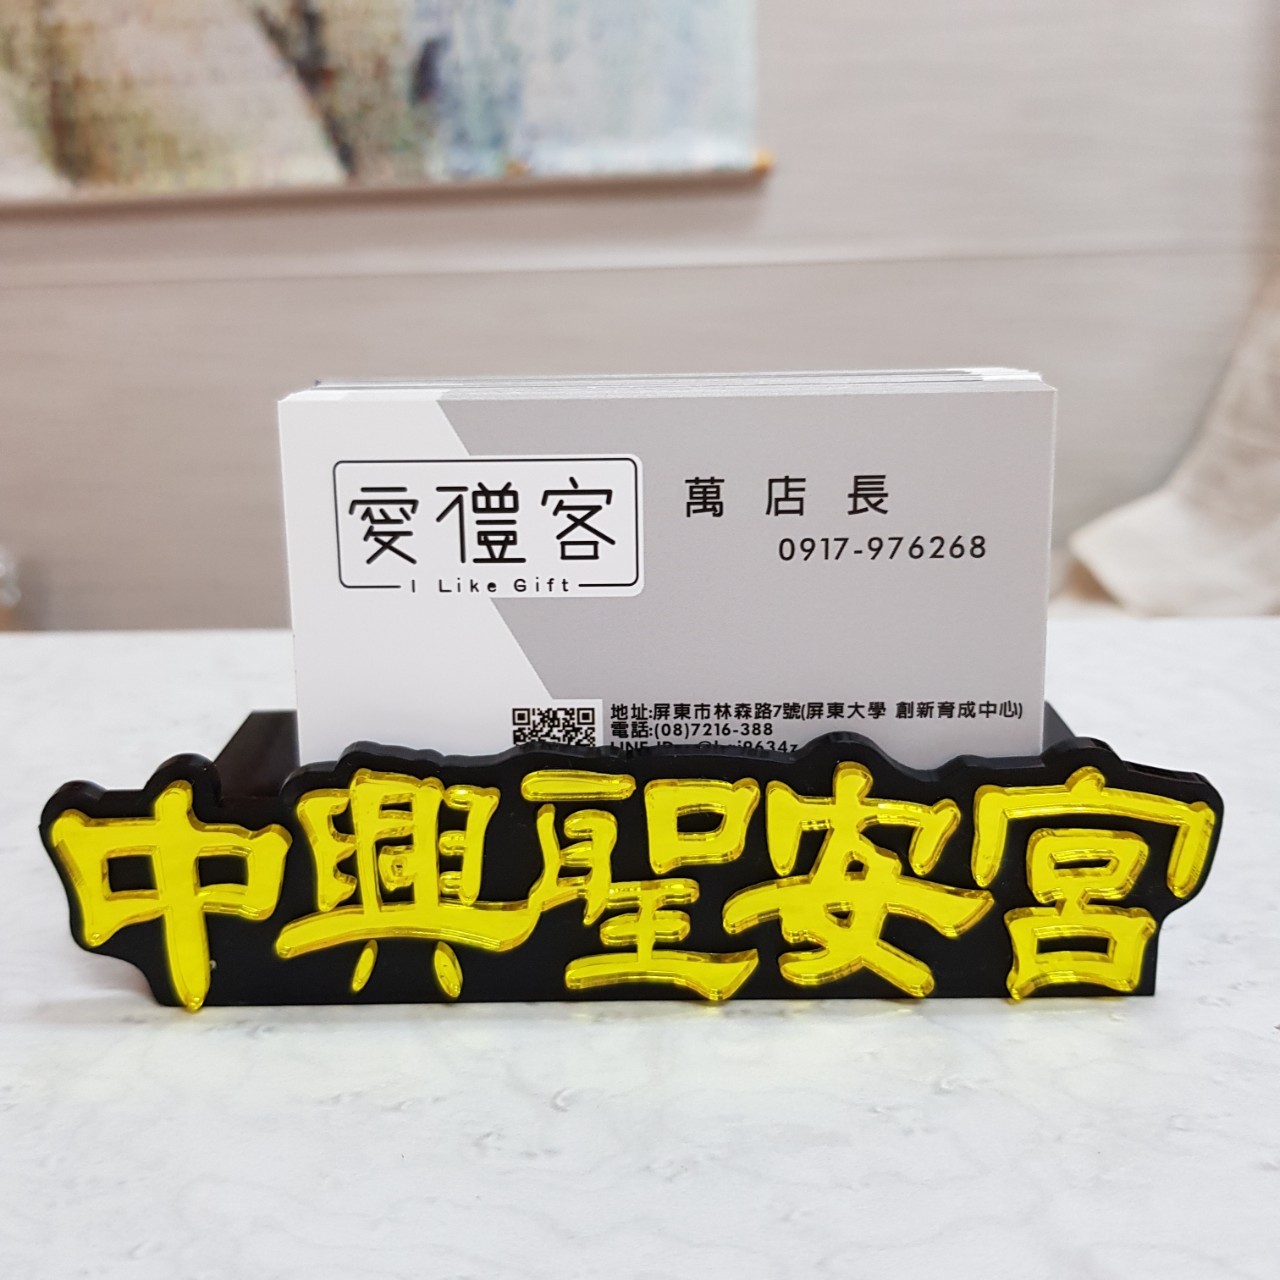 愛禮客
I Like Gift
萬店長
0917-976268
地址:屏東市林森路7號(屏東大學 創新育成中心)
電話:(08)7216-388
LINE ID
中興聖安宮